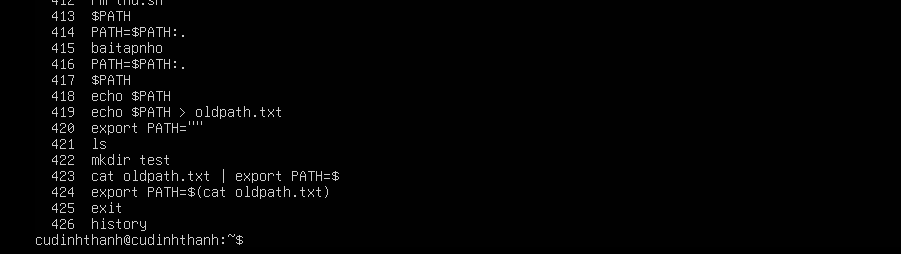 413 $PATH
414 PATH=$PATH:.
415 baitapnho
416 PATH=$PATH:.
417 $PATH
418 echo $PATH
419 echo $PATH > oldpath.txt
420 export PATH=""
421 ls
422 mkdir test
423 cat oldpath.txt | export PATH=$
424 export PATH=$(cat oldpath.txt)
425 exit
426 history
cudinhthanh@cudinhthanh:~$